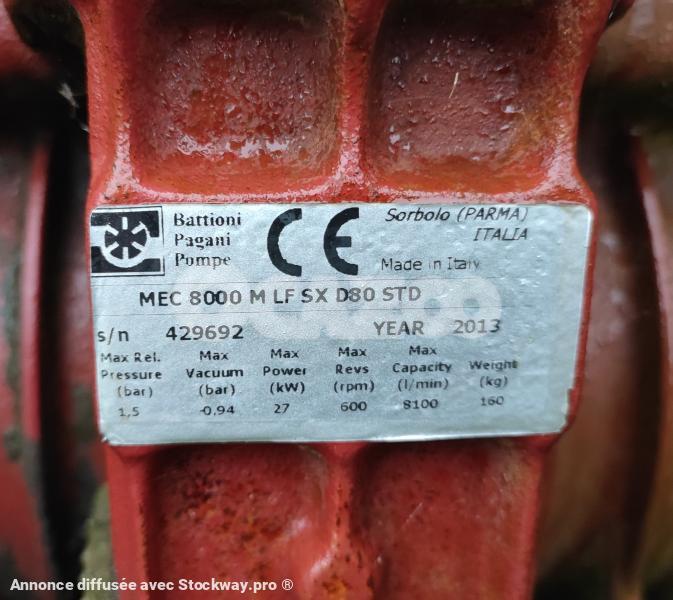 Battioni
Pagani
Pompe
CE
Sorbolo (PARMA)
ITALIA
Made in Italy
MEC 8000 M LF SX D80 STD
s/n 429692 YEAR 2013
Max Rel. Pressure (bar) Max Vacuum (bar) Max Power (kW) Max Revs (rpm) Max Capacity (l/min) Weight (kg)
1,5 -0,94 27 600 8100 160
Annonce diffusée avec Stockway.pro ®